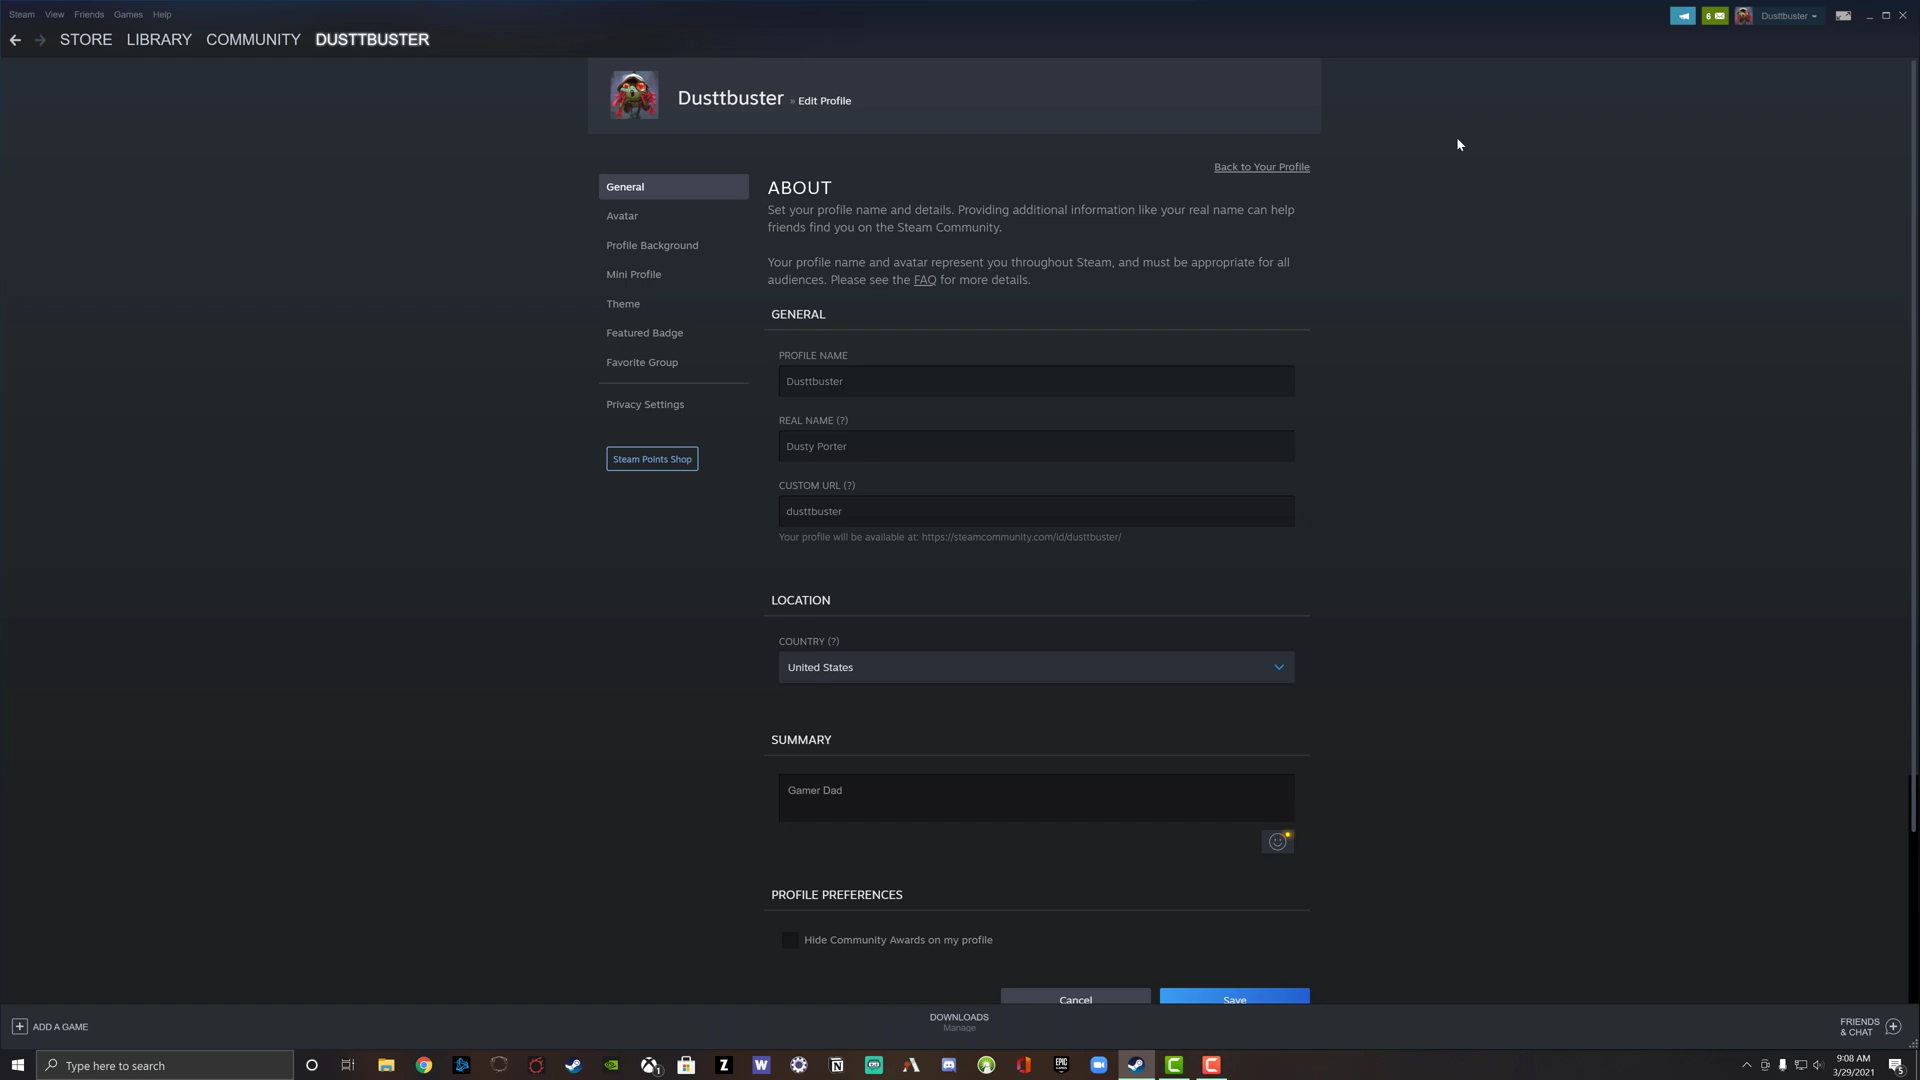 Steam View Friends Games Help
6 Dusttbuster
STORE LIBRARY COMMUNITY DUSTTBUSTER
Dusttbuster » Edit Profile
Back to Your Profile
General
Avatar
Profile Background
Mini Profile
Theme
Featured Badge
Favorite Group
Privacy Settings
Steam Points Shop
ABOUT
Set your profile name and details. Providing additional information like your real name can help
friends find you on the Steam Community.
Your profile name and avatar represent you throughout Steam, and must be appropriate for all
audiences. Please see the FAQ for more details.
GENERAL
PROFILE NAME
Dusttbuster
REAL NAME (?)
Dusty Porter
CUSTOM URL (?)
dusttbuster
Your profile will be available at: https://steamcommunity.com/id/dusttbuster/
LOCATION
COUNTRY (?)
United States
SUMMARY
Gamer Dad
PROFILE PREFERENCES
Hide Community Awards on my profile
Cancel Save
+ ADD A GAME
DOWNLOADS
Manage
FRIENDS
& CHAT
Type here to search
9:08 AM
3/29/2021
5